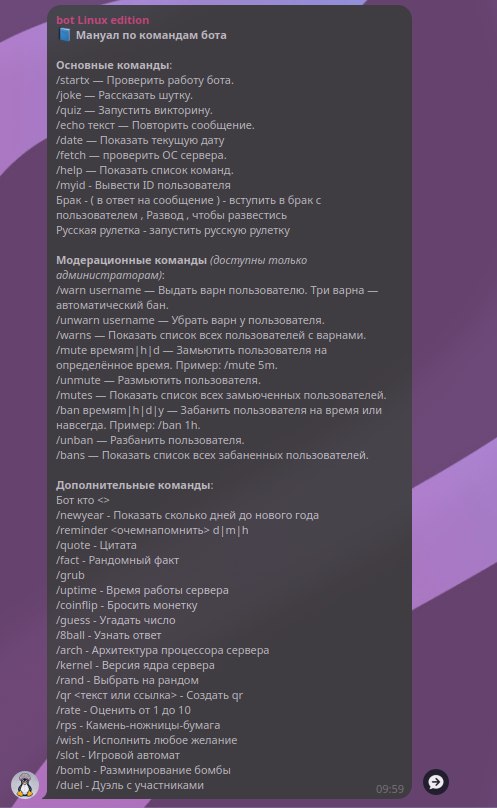 bot Linux edition
Мануал по командам бота
Основные команды:
/startx — Проверить работу бота.
/joke — Рассказать шутку.
/quiz — Запустить викторину.
/echo текст — Повторить сообщение.
/date — Показать текущую дату
/fetch — проверить ОС сервера.
/help — Показать список команд.
/myid - Вывести ID пользователя
Брак - ( в ответ на сообщение ) - вступить в брак с
пользователем , Развод , чтобы развестись
Русская рулетка - запустить русскую рулетку
Модерационные команды (доступны только
администраторам):
/warn username — Выдать варн пользователю. Три варна —
автоматический бан.
/unwarn username — Убрать варн у пользователя.
/warns — Показать список всех пользователей с варнами.
/mute времяm|h|d — Замьютить пользователя на
определённое время. Пример: /mute 5m.
/unmute — Размьютить пользователя.
/mutes — Показать список всех замьюченных пользователей.
/ban времяm|h|d|y — Забанить пользователя на время или
навсегда. Пример: /ban 1h.
/unban — Разбанить пользователя.
/bans — Показать список всех забаненных пользователей.
Дополнительные команды:
Бот кто <>
/newyear - Показать сколько дней до нового года
/reminder <очемнапомнить> d|m|h
/quote - Цитата
/fact - Рандомный факт
/grub
/uptime - Время работы сервера
/coinflip - Бросить монетку
/guess - Угадать число
/8ball - Узнать ответ
/arch - Архитектура процессора сервера
/kernel - Версия ядра сервера
/rand - Выбрать на рандом
/qr <текст или ссылка> - Создать qr
/rate - Оценить от 1 до 10
/rps - Камень-ножницы-бумага
/wish - Исполнить любое желание
/slot - Игровой автомат
/bomb - Разминирование бомбы
/duel - Дуэль с участниками
09:59